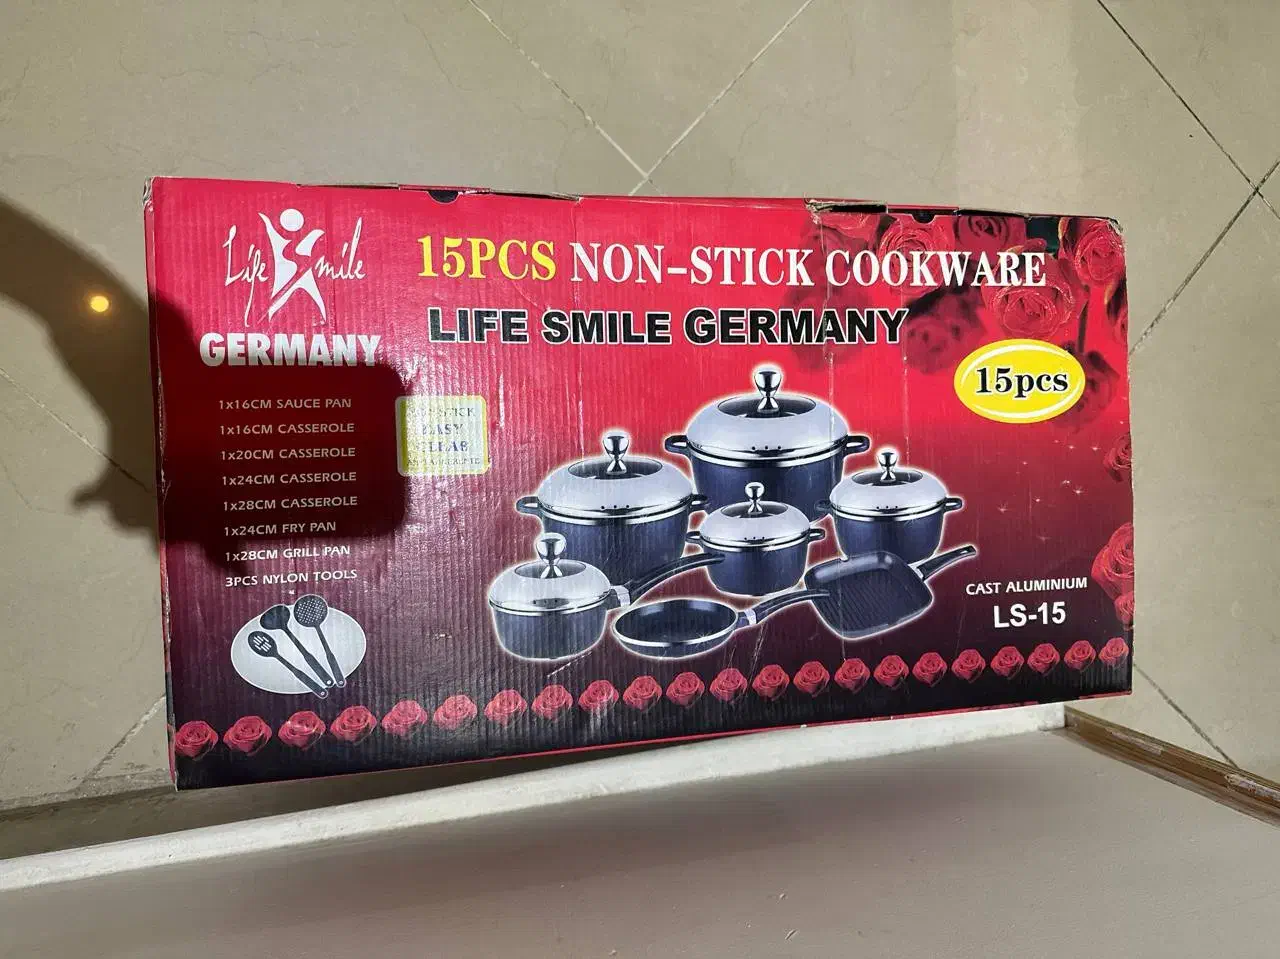 Life Smile
GERMANY
1x16CM SAUCE PAN
1x16CM CASSEROLE
1x20CM CASSEROLE
1x24CM CASSEROLE
1x28CM CASSEROLE
1x24CM FRY PAN
1x28CM GRILL PAN
3PCS NYLON TOOLS
15PCS NON-STICK COOKWARE
LIFE SMILE GERMANY
EASY
15pcs
CAST ALUMINIUM
LS-15